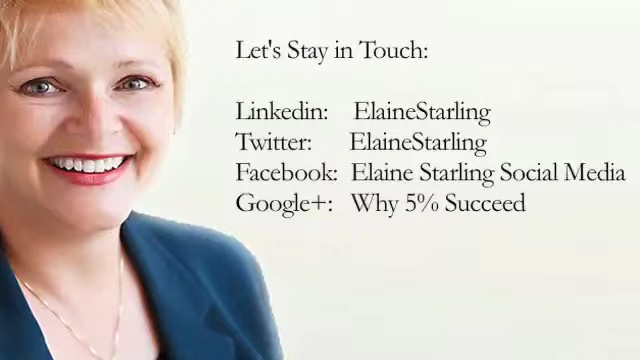 Let's Stay in Touch:
Linkedin: ElaineStarling
Twitter: ElaineStarling
Facebook: Elaine Starling Social Media
Google+: Why 5% Succeed